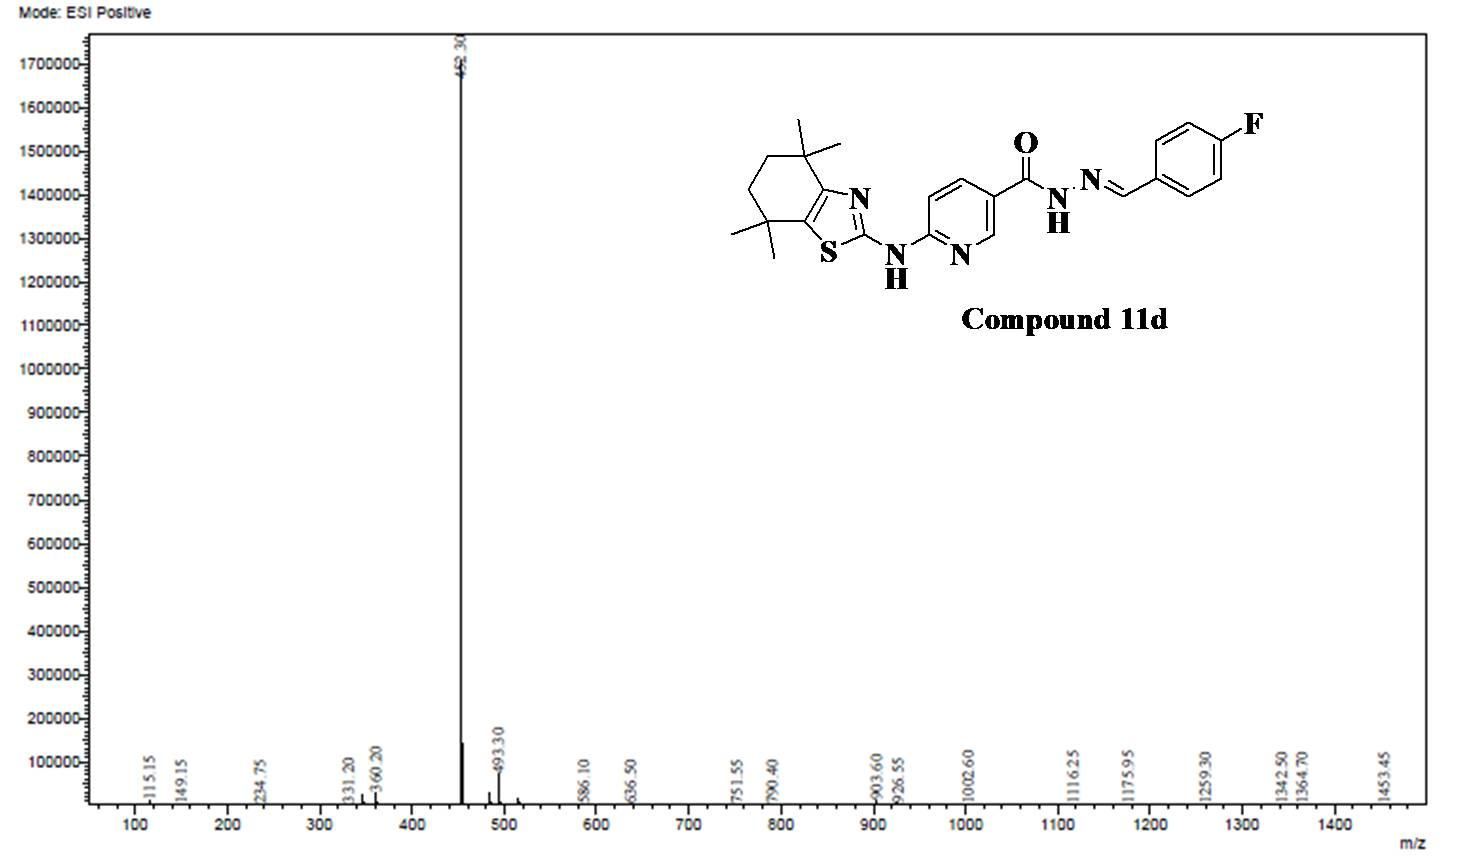 Mode: ESI Positive
1700000
1600000
1500000
1400000
1300000
1200000
1100000
1000000
900000
800000
700000
600000
500000
400000
300000
200000
100000
452.30
115.15
149.15
234.75
331.20
360.20
493.30
586.10
636.50
751.55
790.40
903.60
926.55
1002.60
1116.25
1175.95
1259.30
1342.50
1364.70
1453.45
100 200 300 400 500 600 700 800 900 1000 1100 1200 1300 1400
m/z
N
S
N
H
N
O
N
H
N
F
Compound 11d